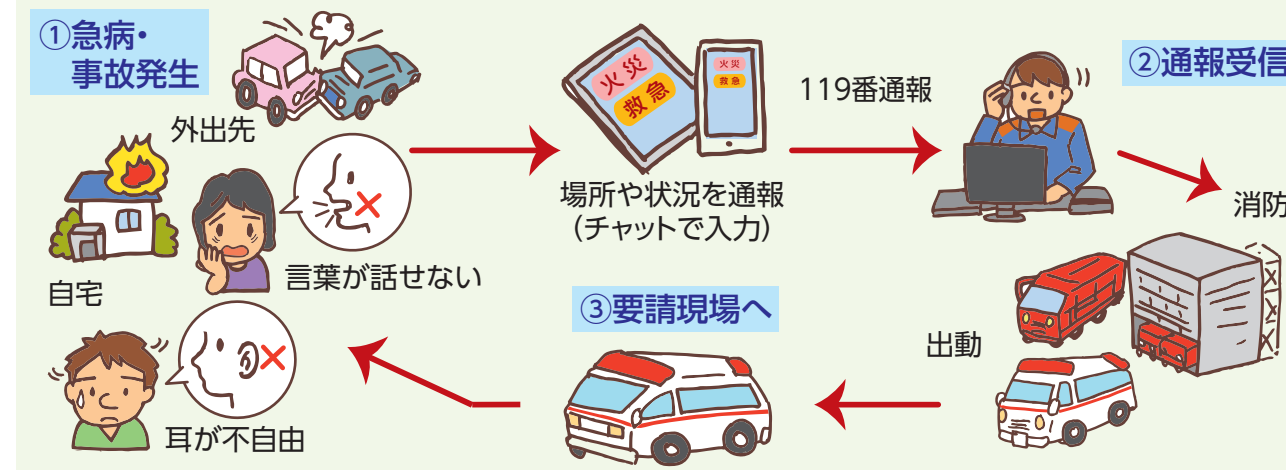 ①急病・
事故発生
外出先
自宅
言葉が話せない
耳が不自由
火災
救急
火災
救急
場所や状況を通報
(チャットで入力)
119番通報
②通報受信
消防
出動
③要請現場へ